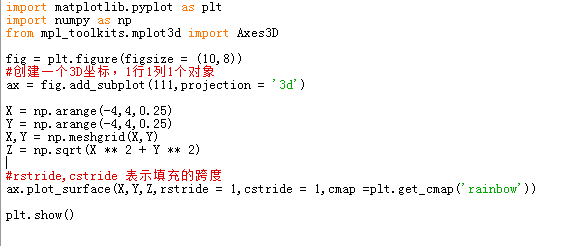 import matplotlib.pyplot as plt
import numpy as np
from mpl_toolkits.mplot3d import Axes3D
fig = plt.figure(figsize = (10,8))
#创建一个3D坐标，1行1列1个对象
ax = fig.add_subplot(111,projection = '3d')
X = np.arange(-4,4,0.25)
Y = np.arange(-4,4,0.25)
X,Y = np.meshgrid(X,Y)
Z = np.sqrt(X ** 2 + Y ** 2)
#rstride,cstride 表示填充的跨度
ax.plot_surface(X,Y,Z,rstride = 1,cstride = 1,cmap =plt.get_cmap('rainbow'))
plt.show()